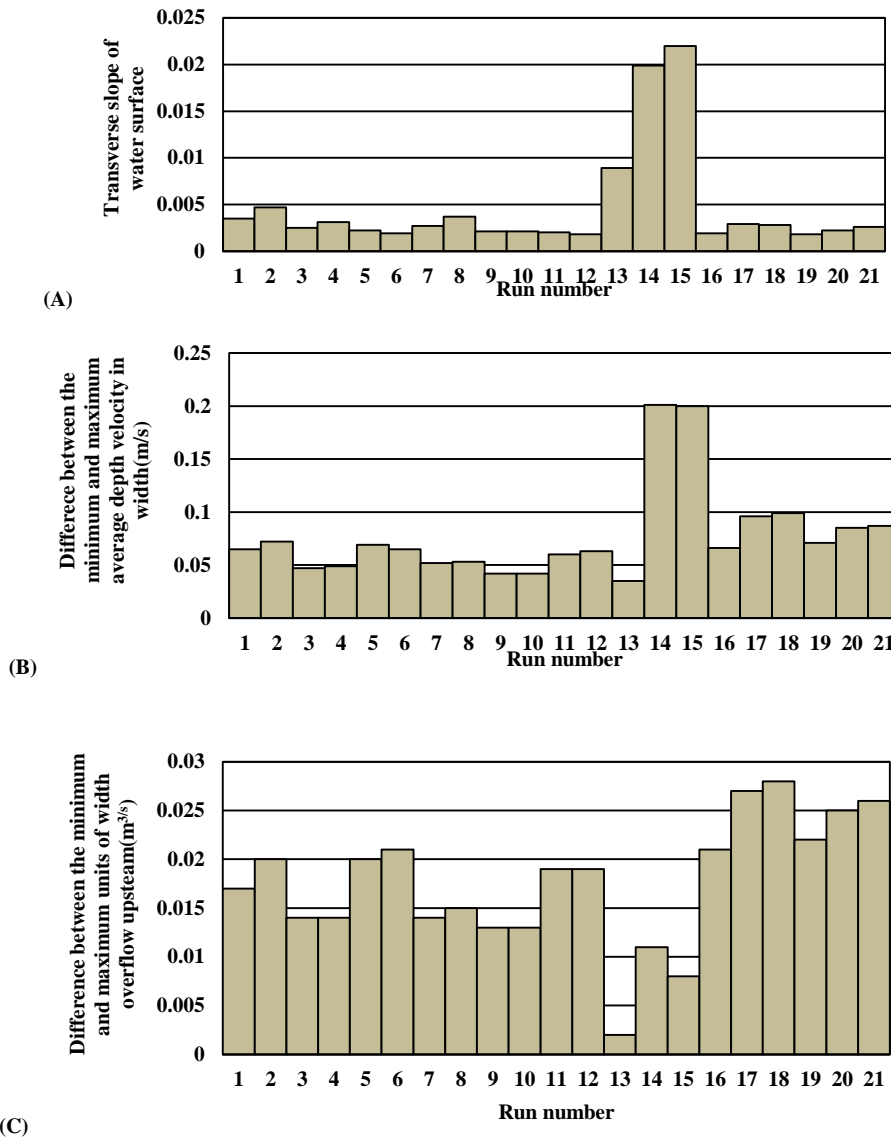 Transverse slope of
water surface
0.025
0.02
0.015
0.01
0.005
0
1 2 3 4 5 6 7 8 9 10 11 12 13 14 15 16 17 18 19 20 21
Run number
(A)
Differece between the
minimum and maximum
average depth velocity in
width(m/s)
0.25
0.2
0.15
0.1
0.05
0
1 2 3 4 5 6 7 8 9 10 11 12 13 14 15 16 17 18 19 20 21
Run number
(B)
Difference between the minimum
and maximum units of width
overflow upsteam(m³/s)
0.03
0.025
0.02
0.015
0.01
0.005
0
1 2 3 4 5 6 7 8 9 10 11 12 13 14 15 16 17 18 19 20 21
Run number
(C)